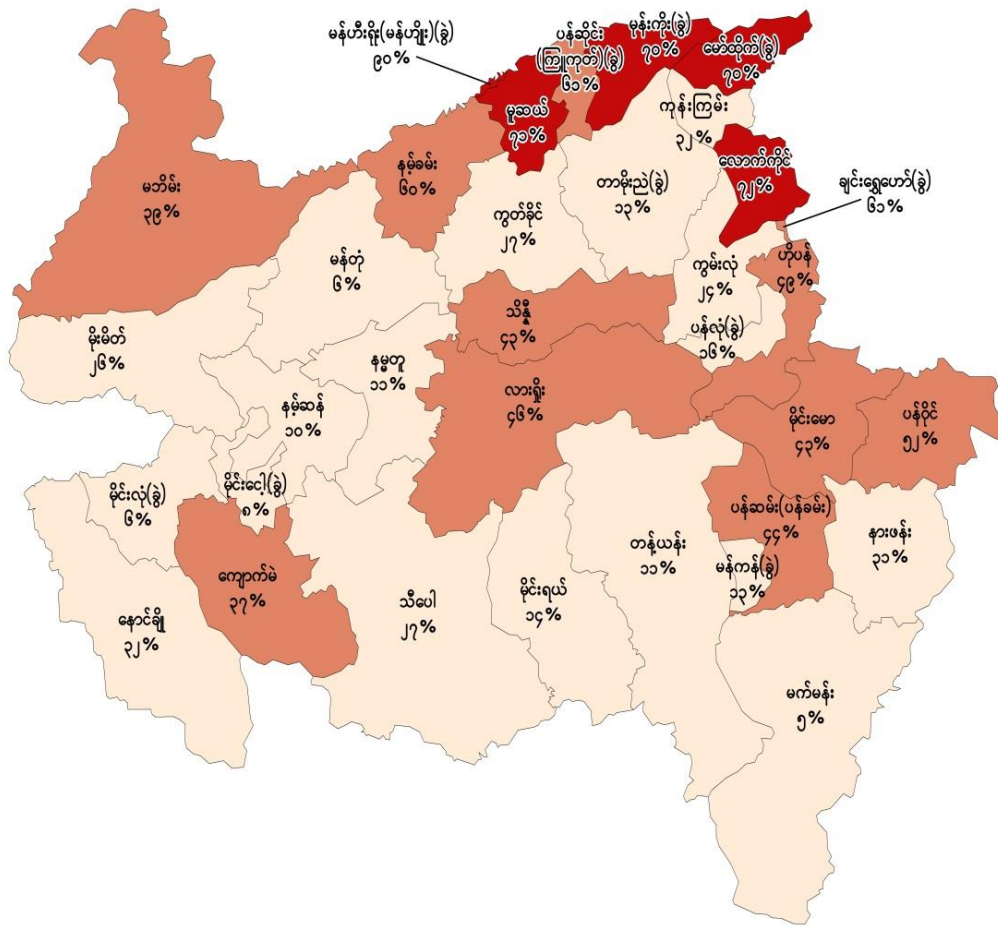 မန်ဟီးရိုး(မန်ဟျိုး)(ခွဲ)
၉၀%
ပန်ဆိုင်း
(ကြူကုတ်)(ခွဲ)
၆၁%
မုန်းကိုး(ခွဲ)
၇၀%
မော်ထိုက်(ခွဲ)
၇၀%
မူဆယ်
၇၁%
ကုန်းကြမ်း
၃၂%
လောက်ကိုင်
၇၂%
ချင်းရွှေဟော်(ခွဲ)
၆၁%
မဘိမ်း
၃၉%
နမ့်ခမ်း
၆၀%
တာမိုးညဲ(ခွဲ)
၁၃%
ကွတ်ခိုင်
၂၇%
မန်တုံ
၆%
ကွမ်းလုံ
၂၄%
ဟိုပန်
၄၉%
သိန္နီ
၄၃%
ပန်လုံ(ခွဲ)
၁၆%
မိုးမိတ်
၂၆%
နမ္မတူ
၁၁%
လားရှိုး
၄၆%
နမ့်ဆန်
၁၀%
မိုင်းမော
၄၃%
ပန်ဝိုင်
၅၂%
မိုင်းလုံ(ခွဲ)
၆%
မိုင်းငေါ့(ခွဲ)
၈%
ပန်ဆမ်း(ပန်ခမ်း)
၄၄%
နားဖန်း
၃၁%
တန့်ယန်း
၁၁%
မန်ကန်(ခွဲ)
၁၃%
ကျောက်မဲ
၃၇%
သီပေါ
၂၇%
မိုင်းရယ်
၁၄%
နောင်ချို
၃၂%
မက်မန်း
၅%